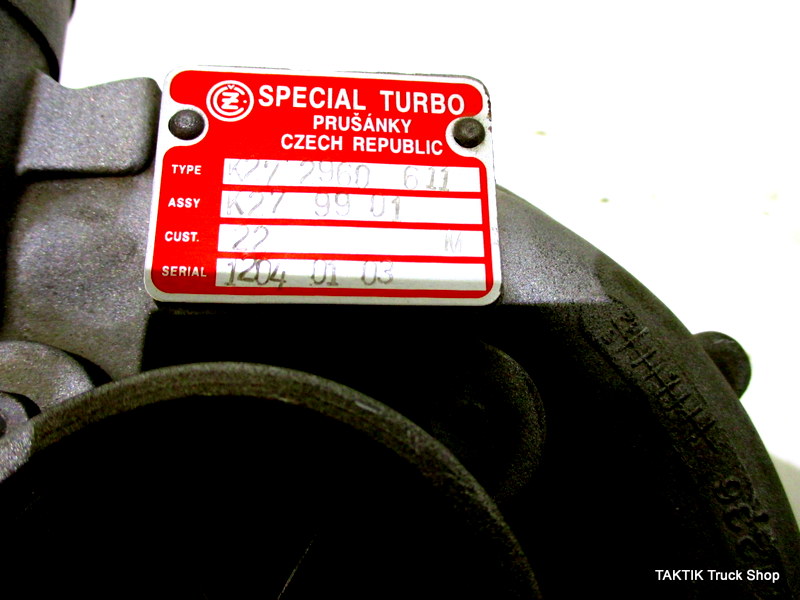 SPECIAL TURBO
PRUŠÁNKY
CZECH REPUBLIC
TYPE K27 2960 611
ASSY K27 99 01
CUST. 22 M
SERIAL 1204 01 03
TAKTIK Truck Shop